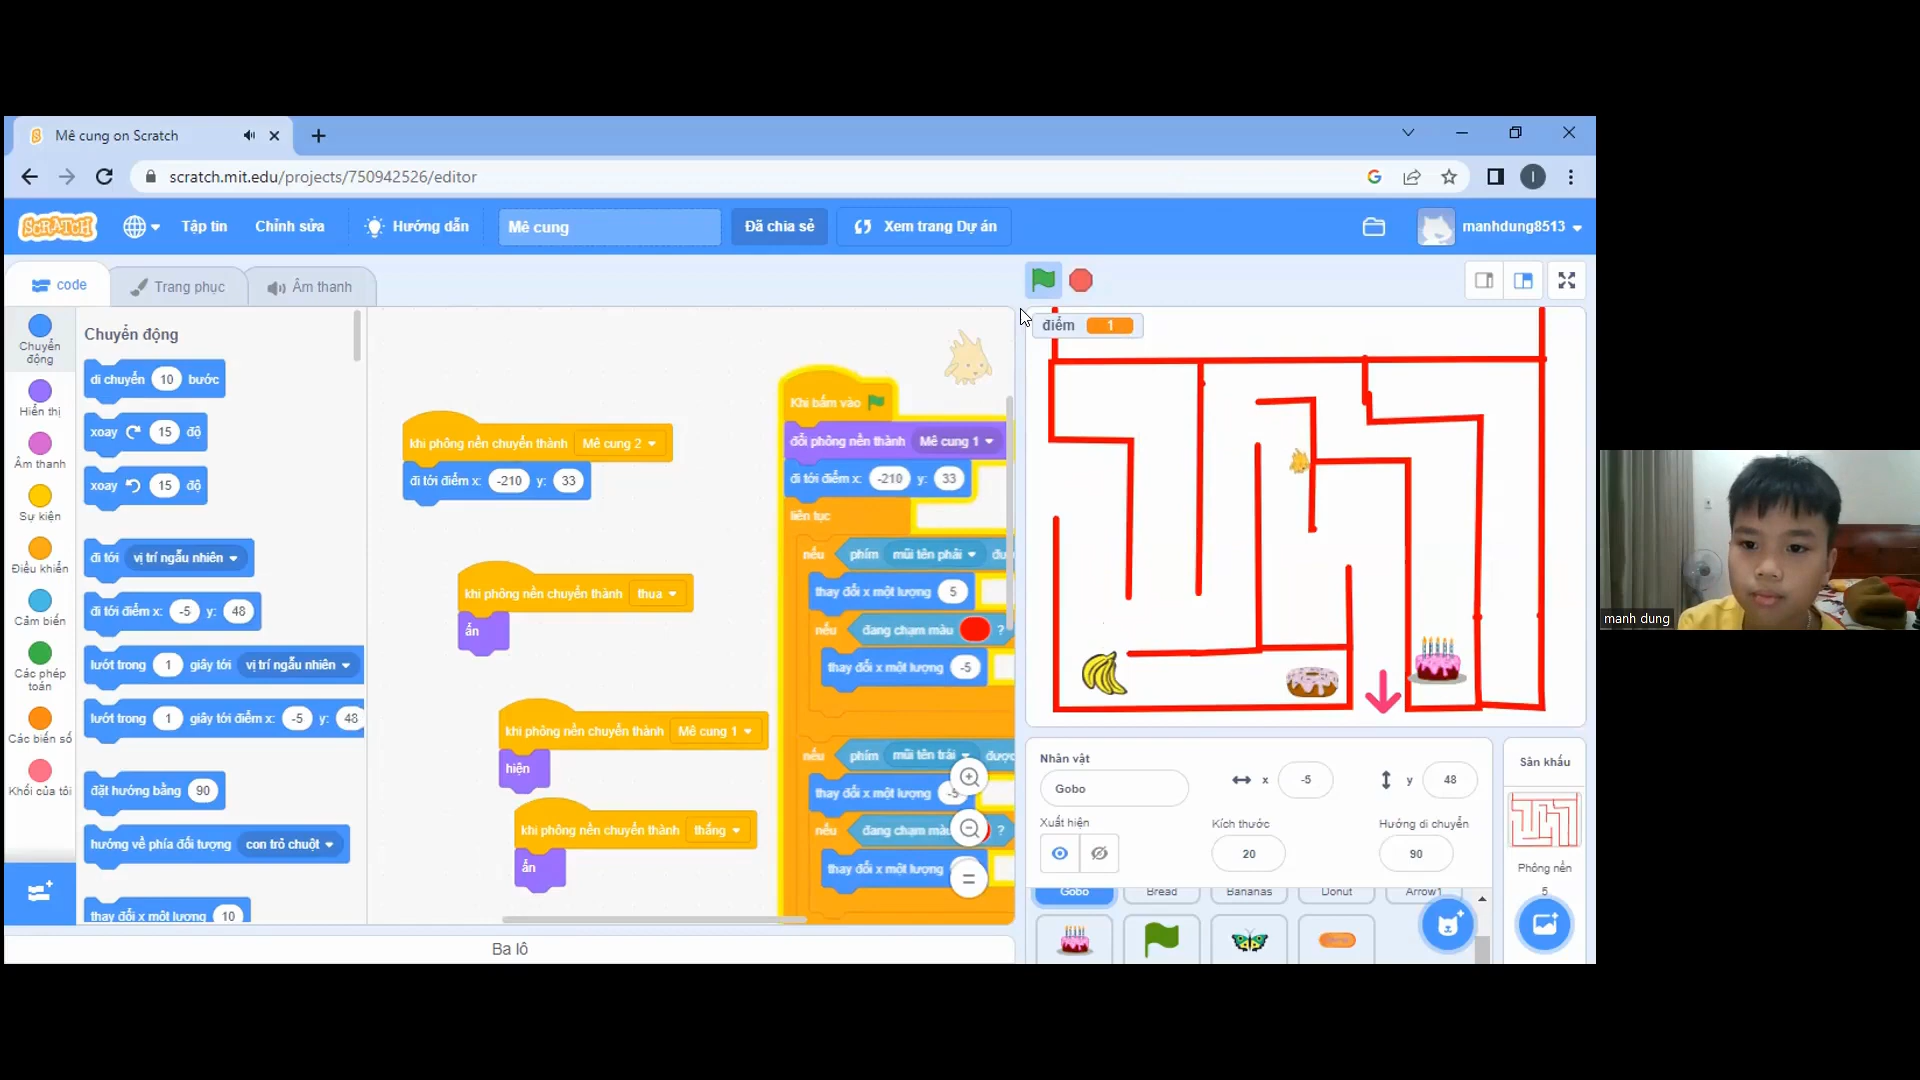 Mê cung on Scratch
scratch.mit.edu/projects/750942526/editor
SCRATCH
Tập tin
Chỉnh sửa
Hướng dẫn
Mê cung
Đã chia sẻ
Xem trang Dự án
manhdung8513
code
Trang phục
Âm thanh
Chuyển động
Hiển thị
Âm thanh
Sự kiện
Điều khiển
Cảm biến
Các phép toán
Các biến số
Khối của tôi
Chuyển động
di chuyển 10 bước
xoay 15 độ
xoay 15 độ
đi tới vị trí ngẫu nhiên
đi tới điểm x: -5 y: 48
lướt trong 1 giây tới vị trí ngẫu nhiên
lướt trong 1 giây tới điểm x: -5 y: 48
đặt hướng bằng 90
hướng về phía đối tượng con trỏ chuột
thay đổi x một lượng 10
khi phông nền chuyển thành Mê cung 2
đi tới điểm x: -210 y: 33
khi phông nền chuyển thành thua
ẩn
khi phông nền chuyển thành Mê cung 1
hiện
khi phông nền chuyển thành thắng
ẩn
Khi bấm vào
đổi phông nền thành Mê cung 1
đi tới điểm x: -210 y: 33
liên tục
nếu phím mũi tên phải
thay đổi x một lượng 5
nếu đang chạm màu ?
thay đổi x một lượng -5
nếu phím mũi tên trái được
thay đổi x một lượng -5
nếu đang chạm màu ?
thay đổi x một lượng
Ba lô
điểm 1
Nhân vật
Gobo
x -5
y 48
Xuất hiện
Kích thước
20
Hướng di chuyển
90
Gobo
Bread
Bananas
Donut
Arrow1
Sân khấu
Phông nền
5
manh dung